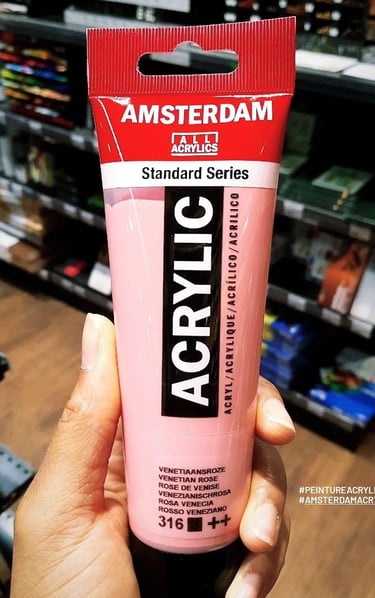 AMSTERDAM
ALL
ACRYLICS
Standard Series
ACRYLIC
ACRYL/ACRYLIQUE/ACRÍLICO/ACRILICO
VENETIAANSROZE
VENETIAN ROSE
ROSE DE VENISE
VENEZIANISCHROSA
ROSA VENECIA
ROSSO VENEZIANO
316 ++
#PEINTUREACRYLI
#AMSTERDAMACR